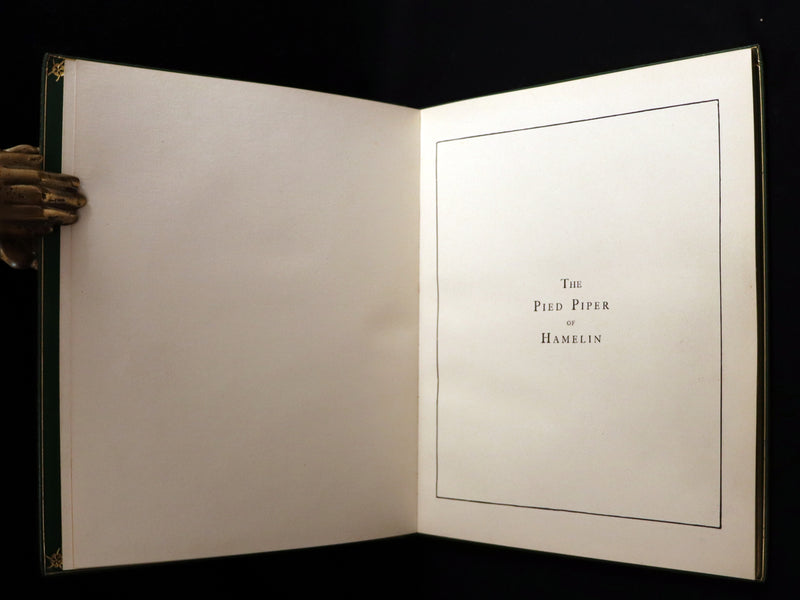 The
Pied Piper
of
Hamelin